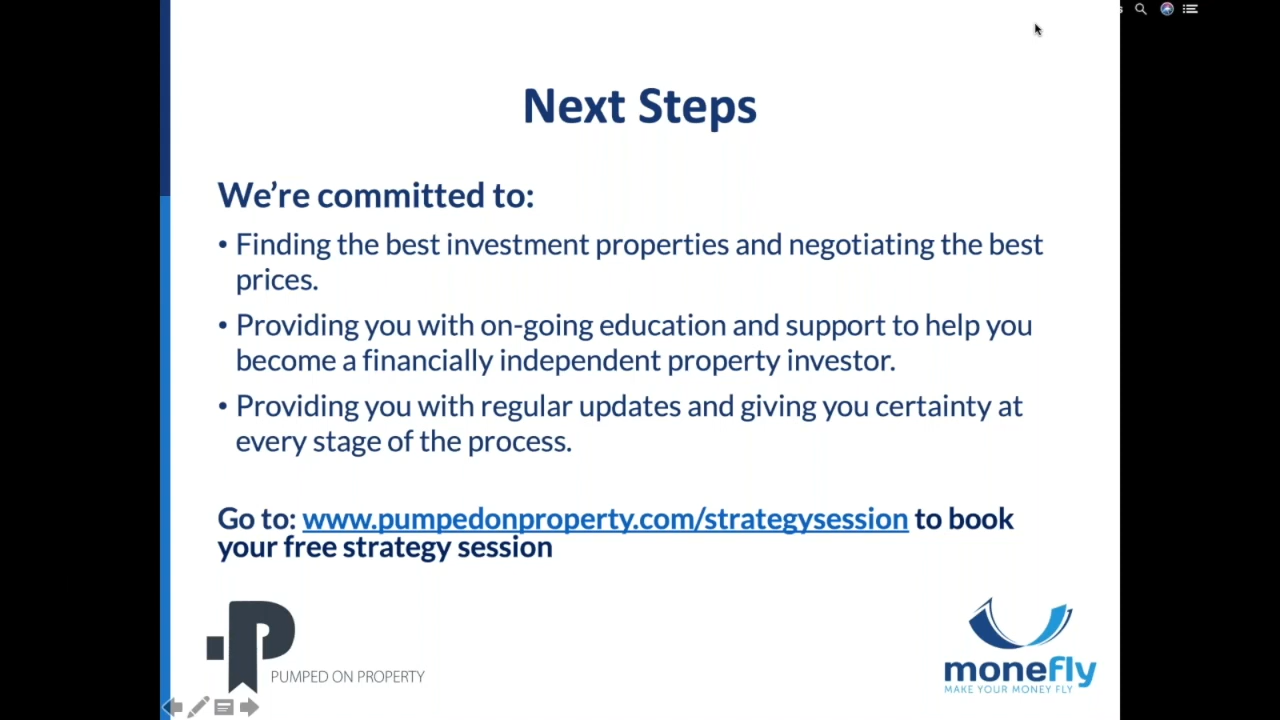 Next Steps
We're committed to:
• Finding the best investment properties and negotiating the best
prices.
• Providing you with on-going education and support to help you
become a financially independent property investor.
• Providing you with regular updates and giving you certainty at
every stage of the process.
Go to: www.pumpedonproperty.com/strategysession to book
your free strategy session
PUMPED ON PROPERTY
monefly
MAKE YOUR MONEY FLY